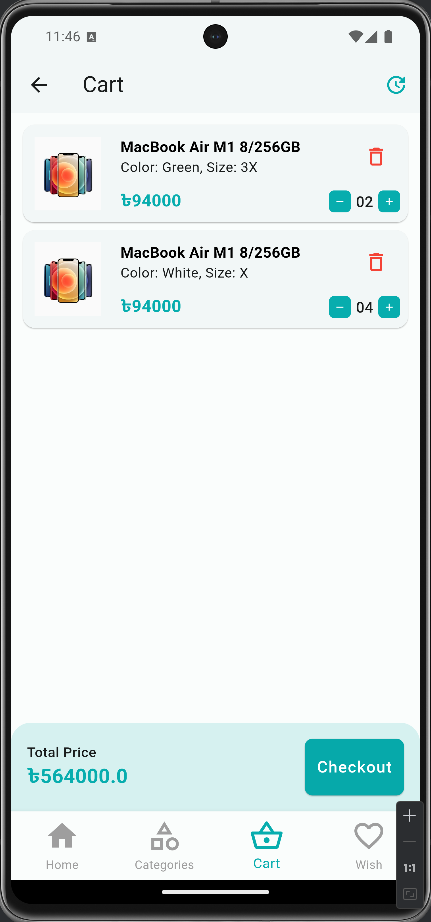 11:46 A
Cart
MacBook Air M1 8/256GB
Color: Green, Size: 3X
৳94000
02
MacBook Air M1 8/256GB
Color: White, Size: X
৳94000
04
Total Price
৳564000.0
Checkout
Home
Categories
Cart
Wish
1:1